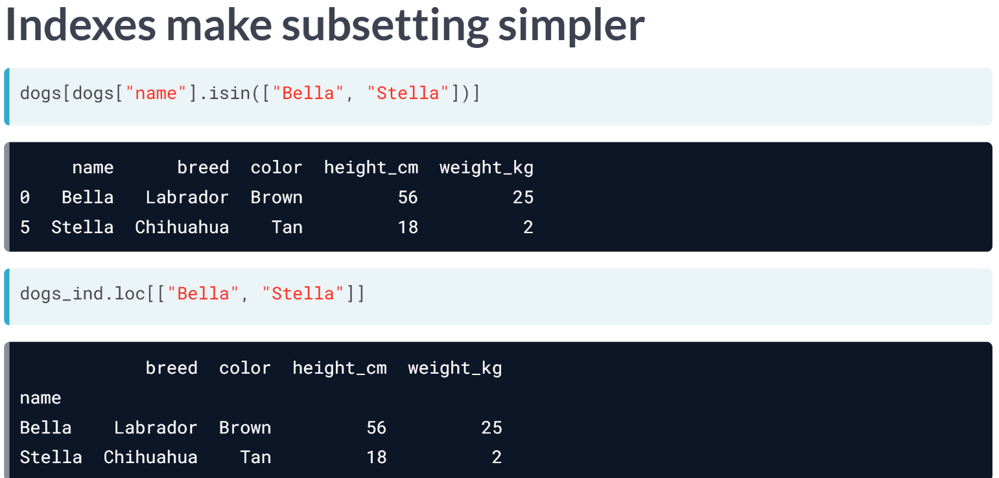 Indexes make subsetting simpler
dogs[dogs["name"].isin(["Bella", "Stella"])]
     name      breed  color  height_cm  weight_kg
0   Bella   Labrador  Brown         56         25
5  Stella  Chihuahua    Tan         18          2
dogs_ind.loc[["Bella", "Stella"]]
            breed  color  height_cm  weight_kg
name
Bella    Labrador  Brown         56         25
Stella  Chihuahua    Tan         18          2